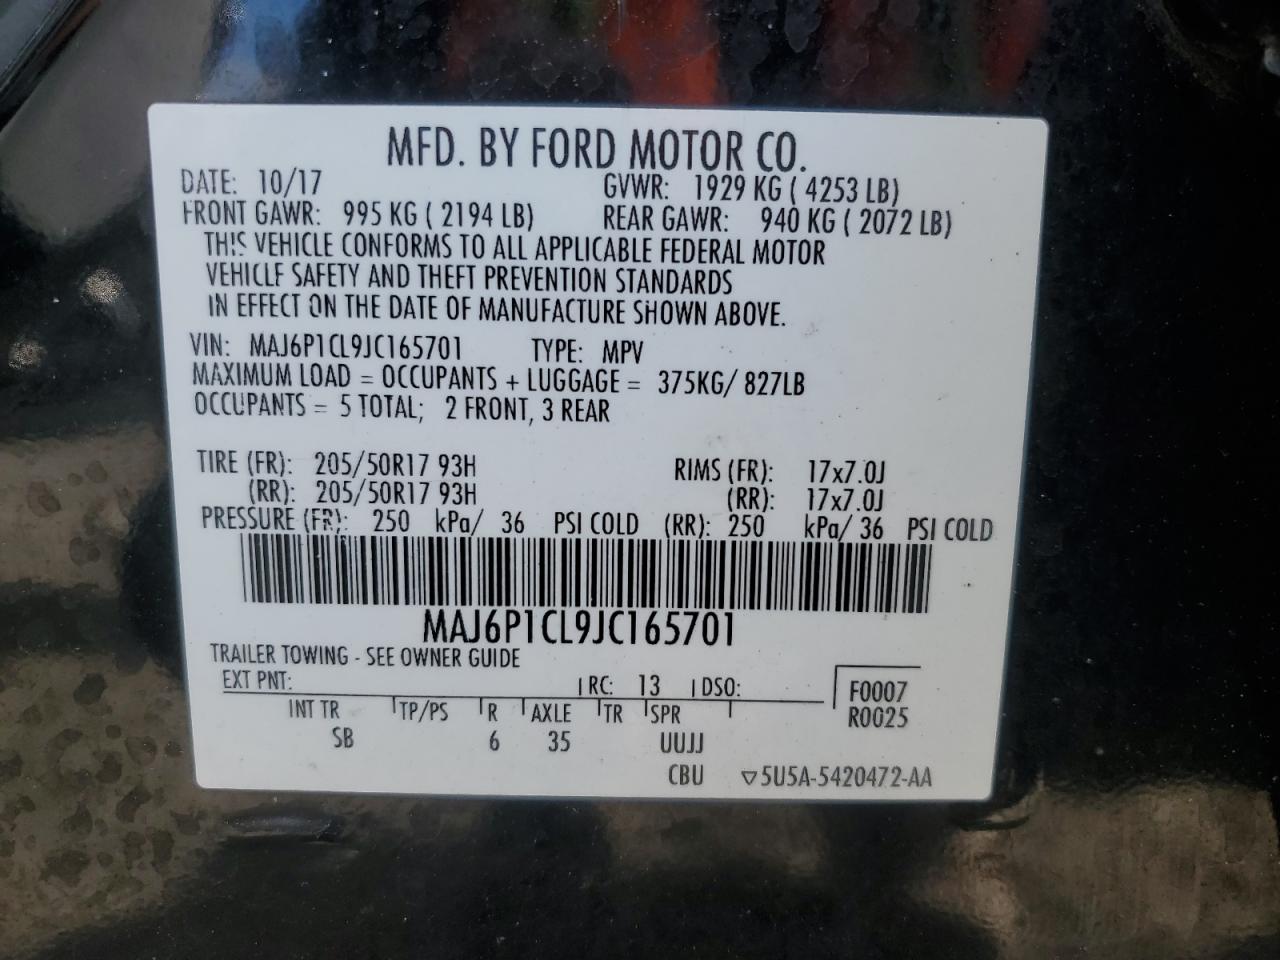 MFD. BY FORD MOTOR CO.
DATE: 10/17 GVWR: 1929 KG ( 4253 LB)
FRONT GAWR: 995 KG ( 2194 LB) REAR GAWR: 940 KG ( 2072 LB)
THIS VEHICLE CONFORMS TO ALL APPLICABLE FEDERAL MOTOR
VEHICLE SAFETY AND THEFT PREVENTION STANDARDS
IN EFFECT ON THE DATE OF MANUFACTURE SHOWN ABOVE.
VIN: MAJ6P1CL9JC165701 TYPE: MPV
MAXIMUM LOAD = OCCUPANTS + LUGGAGE = 375KG/ 827LB
OCCUPANTS = 5 TOTAL; 2 FRONT, 3 REAR
TIRE (FR): 205/50R17 93H RIMS (FR): 17x7.0J
(RR): 205/50R17 93H (RR): 17x7.0J
PRESSURE (FR): 250 kPa/ 36 PSI COLD (RR): 250 kPa/ 36 PSI COLD
MAJ6P1CL9JC165701
TRAILER TOWING - SEE OWNER GUIDE
EXT PNT: RC: 13 DSO: F0007
INT TR TP/PS R AXLE TR SPR R0025
SB 6 35 UUJJ
CBU ▽5U5A-5420472-AA